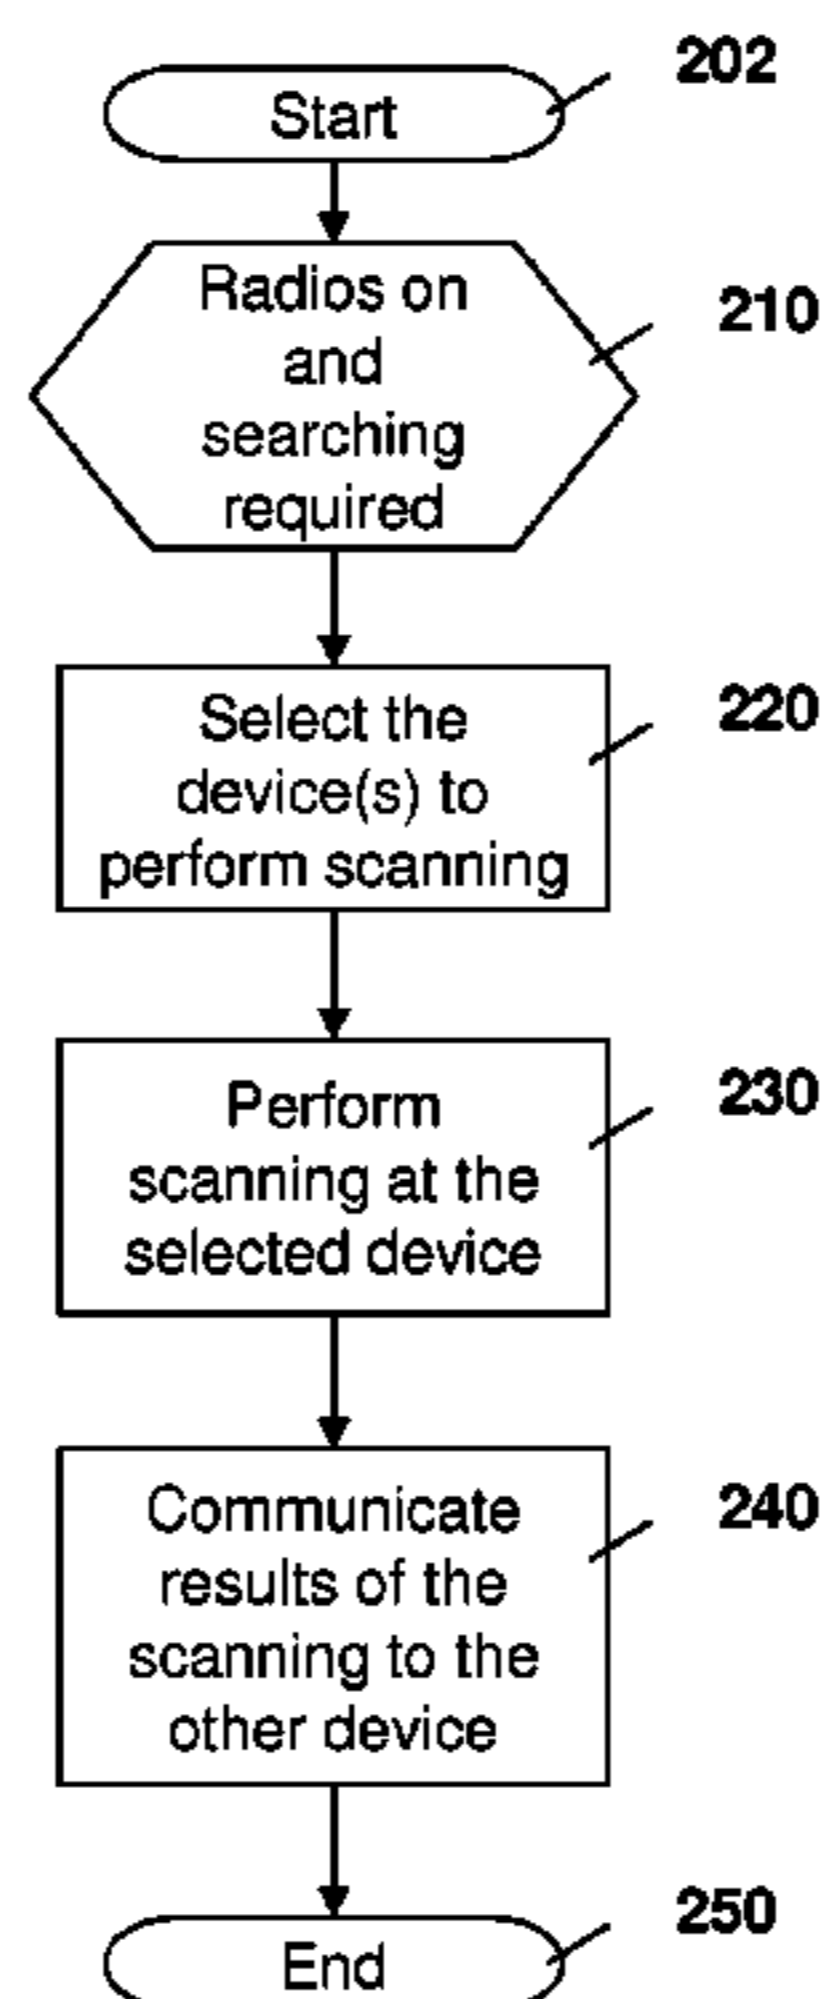 202
Start
Radios on
and
searching
required
210
Select the
device(s) to
perform scanning
220
Perform
scanning at the
selected device
230
Communicate
results of the
scanning to the
other device
240
250
End